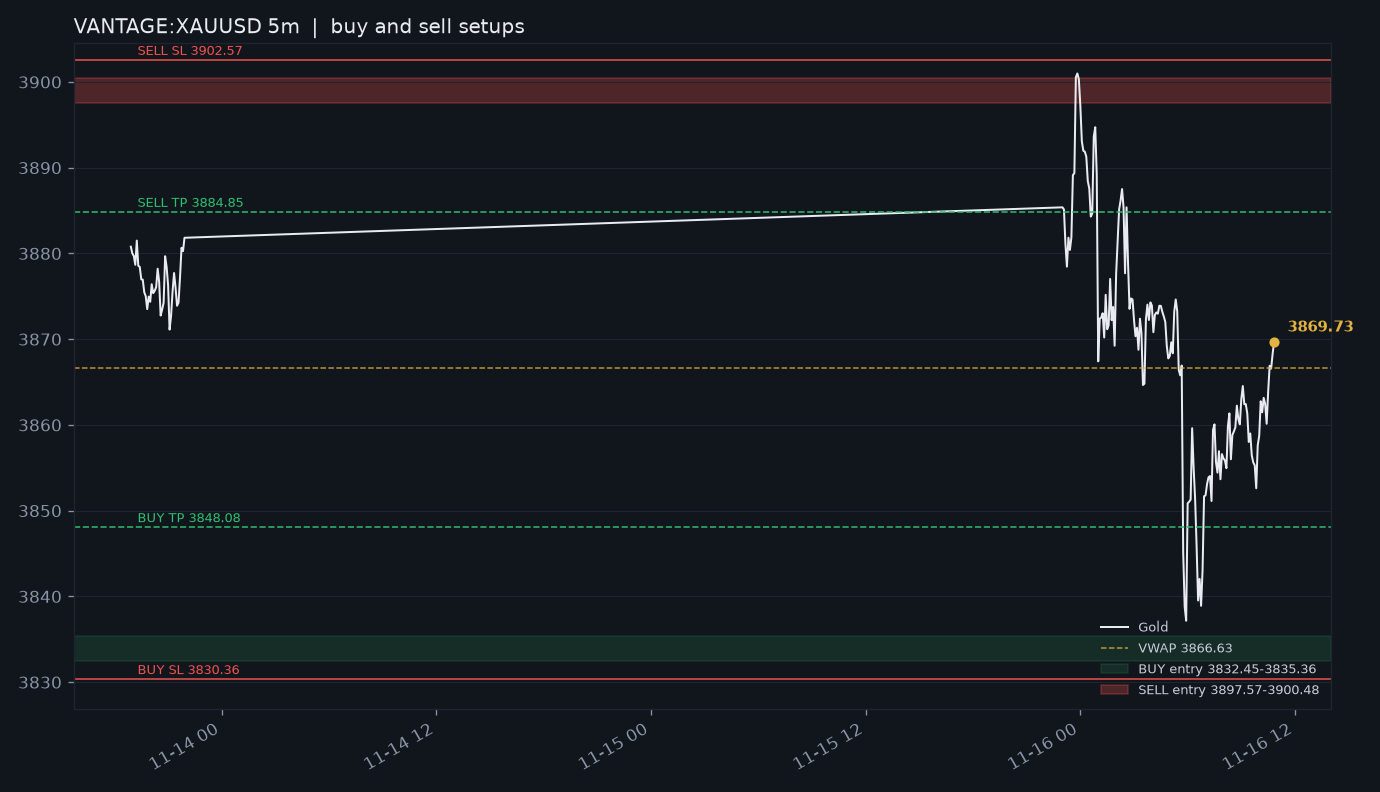 VANTAGE:XAUUSD 5m | buy and sell setups
SELL SL 3902.57
3900
3890
SELL TP 3884.85
3880
3869.73
3870
3860
3850
BUY TP 3848.08
3840
Gold
VWAP 3866.63
BUY entry 3832.45-3835.36
BUY SL 3830.36
SELL entry 3897.57-3900.48
3830
11-14 00
11-14 12
11-15 00
11-15 12
11-16 00
11-16 12